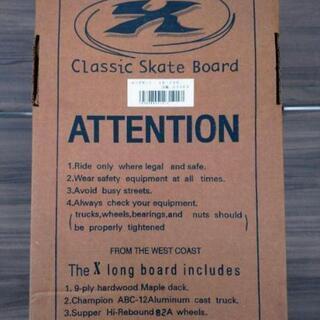 X
Classic Skate Board
ATTENTION
1.Ride only where legal and safe.
2.Wear safety equipment at all times.
3.Avoid busy streets.
4.Always check your equipment.
(trucks,wheels,bearings,and nuts should
be properly tightened)
FROM THE WEST COAST
The X long board includes
1.9-ply hardwood Maple dack.
2.Champion ABC-12Aluminum cast truck.
3.Supper Hi-Rebound 82A wheels.